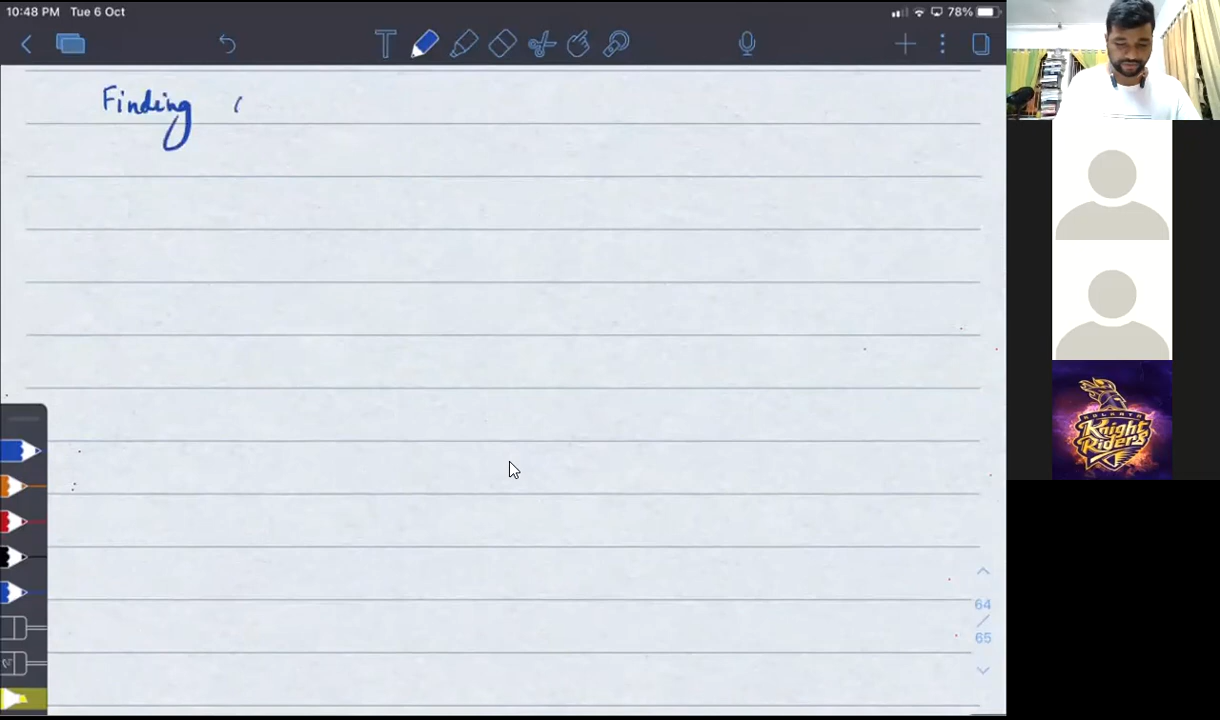 10:48 PM Tue 6 Oct
78%
T
Finding (
64
/
65
KOLKATA
Knight
Riders